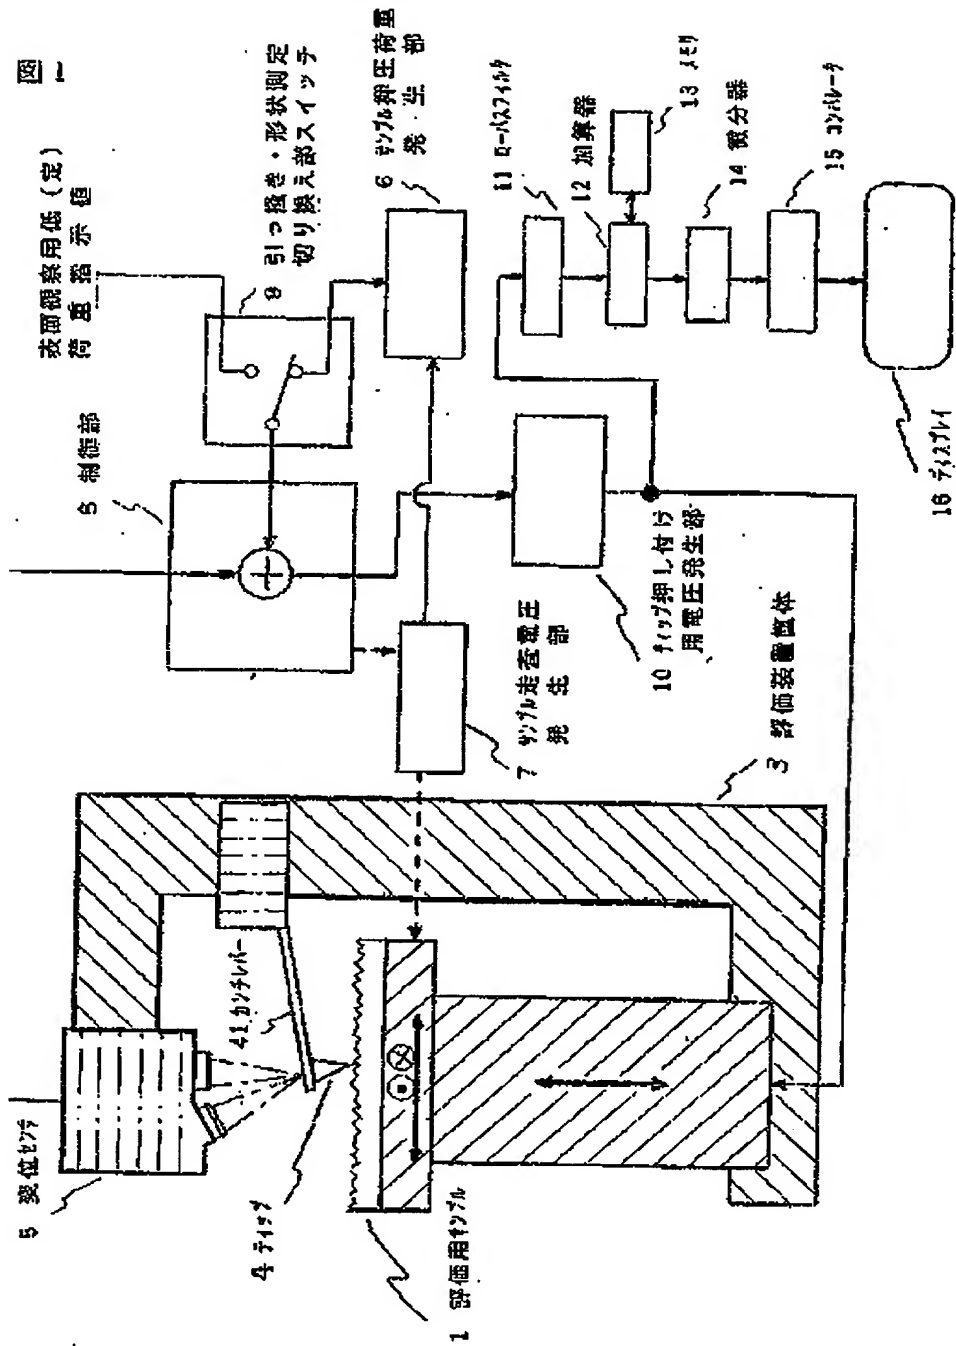 図 1
表面観察用低(定)
荷重指示値
9
引っ掻き・形状測定
切り換え部スイッチ
6 サンプル押圧荷重
発生部
11 ローパスフィルタ
12 加算器
13 メモリ
14 微分器
15 コンパレータ
16 ディスプレイ
制御部
10 ティップ押し付け
用電圧発生部
7 サンプル走査電圧
発生部
3 評価装置筐体
5 変位センサ
41 カンチレバー
4 ティップ
1 評価用サンプル